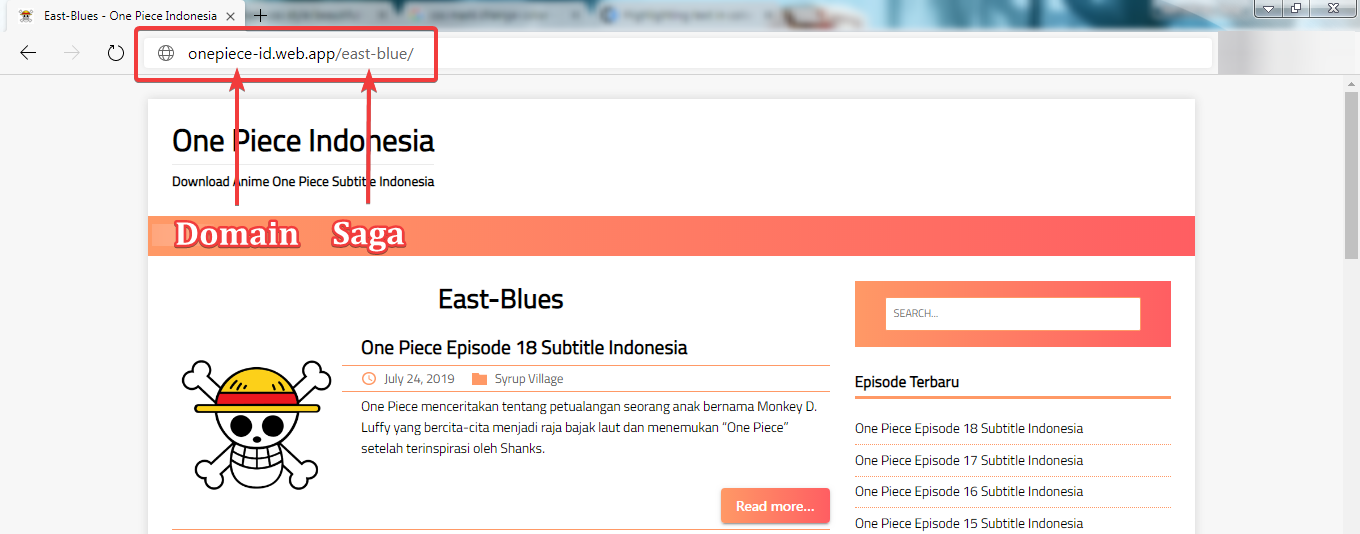 East-Blues - One Piece Indonesia
onepiece-id.web.app/east-blue/
One Piece Indonesia
Download Anime One Piece Subtitle Indonesia
Domain Saga
East-Blues
SEARCH...
One Piece Episode 18 Subtitle Indonesia
July 24, 2019 Syrup Village
One Piece menceritakan tentang petualangan seorang anak bernama Monkey D.
Luffy yang bercita-cita menjadi raja bajak laut dan menemukan “One Piece”
setelah terinspirasi oleh Shanks.
Read more...
Episode Terbaru
One Piece Episode 18 Subtitle Indonesia
One Piece Episode 17 Subtitle Indonesia
One Piece Episode 16 Subtitle Indonesia
One Piece Episode 15 Subtitle Indonesia